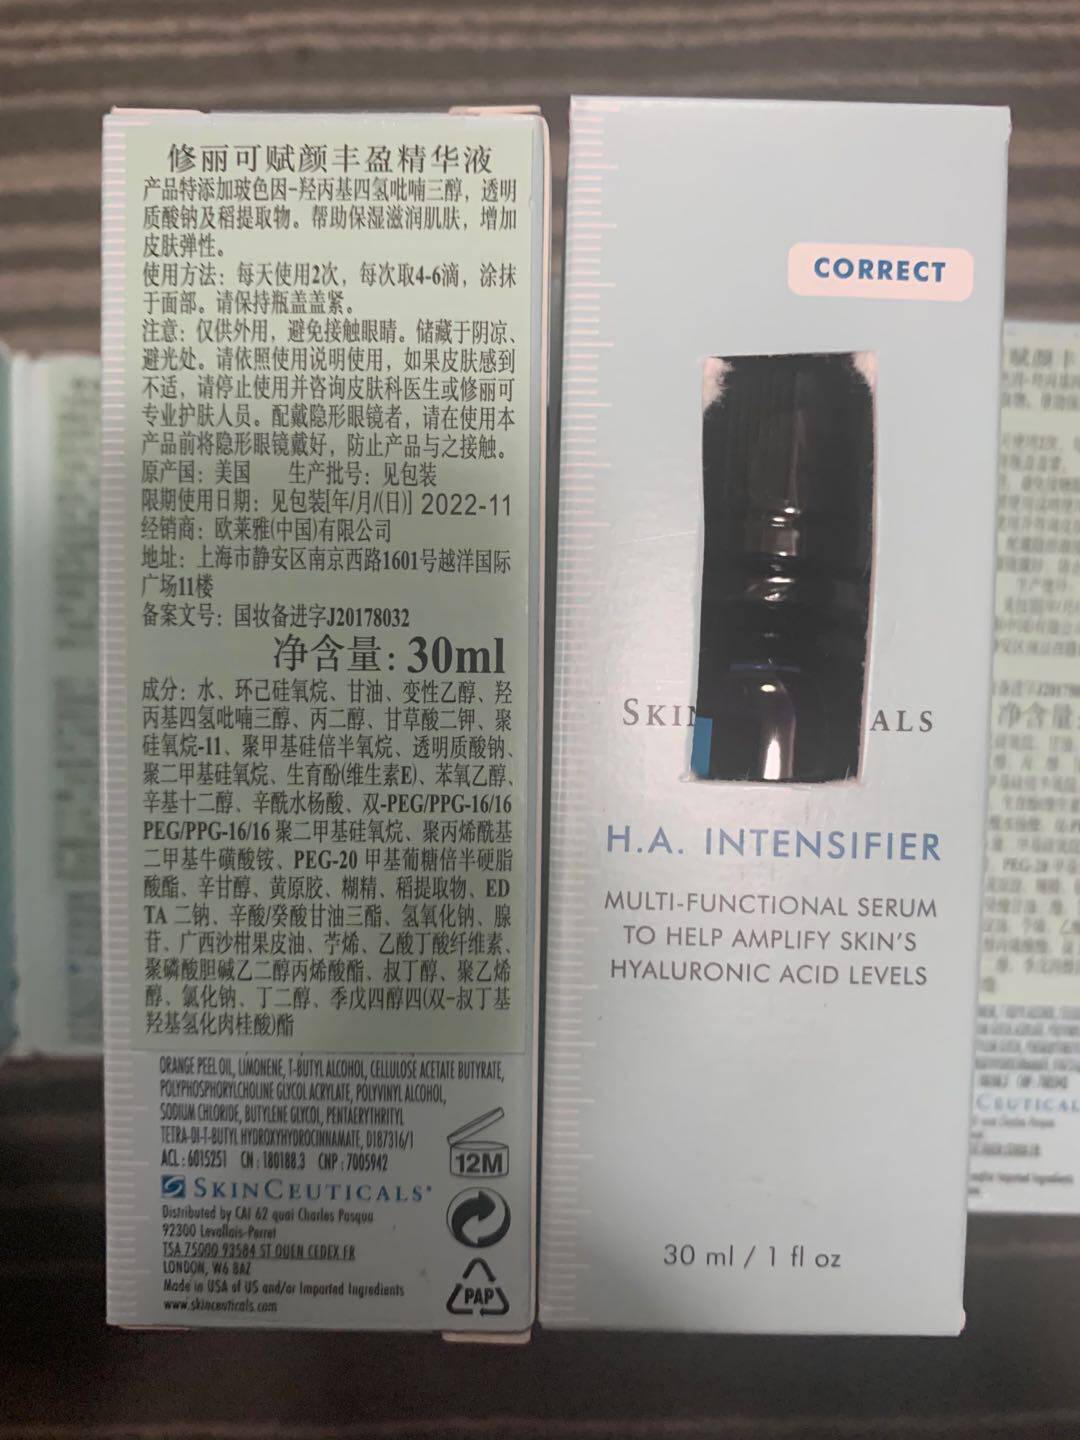 修丽可赋颜丰盈精华液
产品特添加玻色因-羟丙基四氢吡喃三醇，透明
质酸钠及稻提取物。帮助保湿滋润肌肤，增加
皮肤弹性。
使用方法：每天使用2次，每次取4-6滴，涂抹
于面部。请保持瓶盖盖紧。
注意：仅供外用，避免接触眼睛。储藏于阴凉、
避光处。请依照使用说明使用，如果皮肤感到
不适，请停止使用并咨询皮肤科医生或修丽可
专业护肤人员。配戴隐形眼镜者，请在使用本
产品前将隐形眼镜戴好，防止产品与之接触。
原产国：美国 生产批号：见包装
限期使用日期：见包装[年/月/(日)] 2022-11
经销商：欧莱雅(中国)有限公司
地址：上海市静安区南京西路1601号越洋国际
广场11楼
备案文号：国妆备进字J20178032
净含量：30ml
成分：水、环己硅氧烷、甘油、变性乙醇、羟
丙基四氢吡喃三醇、丙二醇、甘草酸二钾、聚
硅氧烷-11、聚甲基硅倍半氧烷、透明质酸钠、
聚二甲基硅氧烷、生育酚(维生素E)、苯氧乙醇、
辛基十二醇、辛酰水杨酸、双-PEG/PPG-16/16
PEG/PPG-16/16 聚二甲基硅氧烷、聚丙烯酰基
二甲基牛磺酸铵、PEG-20 甲基葡糖倍半硬脂
酸酯、辛甘醇、黄原胶、糊精、稻提取物、ED
TA 二钠、辛酸/癸酸甘油三酯、氢氧化钠、腺
苷、广西沙柑果皮油、苧烯、乙酸丁酸纤维素、
聚磷酸胆碱乙二醇丙烯酸酯、叔丁醇、聚乙烯
醇、氯化钠、丁二醇、季戊四醇四(双-叔丁基
羟基氢化肉桂酸)酯
ORANGE PEEL OIL, LIMONENE, T-BUTYL ALCOHOL, CELLULOSE ACETATE BUTYRATE,
POLYPHOSPHORYLCHOLINE GLYCOL ACRYLATE, POLYVINYL ALCOHOL,
SODIUM CHLORIDE, BUTYLENE GLYCOL, PENTAERYTHRITYL
TETRA-DI-T-BUTYL HYDROXYHYDROCINNAMATE, D187316/1
ACL : 6015251 CN : 180188.3 CNP : 7005942
12M
SKINCEUTICALS
Distributed by CAI 62 quai Charles Pasqua
92300 Levallois-Perret
TSA 75000 93584 ST OUEN CEDEX FR
LONDON, W6 8AZ
Made in USA of US and/or Imported Ingredients
www.skinceuticals.com
PAP
CORRECT
SKIN ALS
H.A. INTENSIFIER
MULTI-FUNCTIONAL SERUM
TO HELP AMPLIFY SKIN'S
HYALURONIC ACID LEVELS
30 ml / 1 fl oz